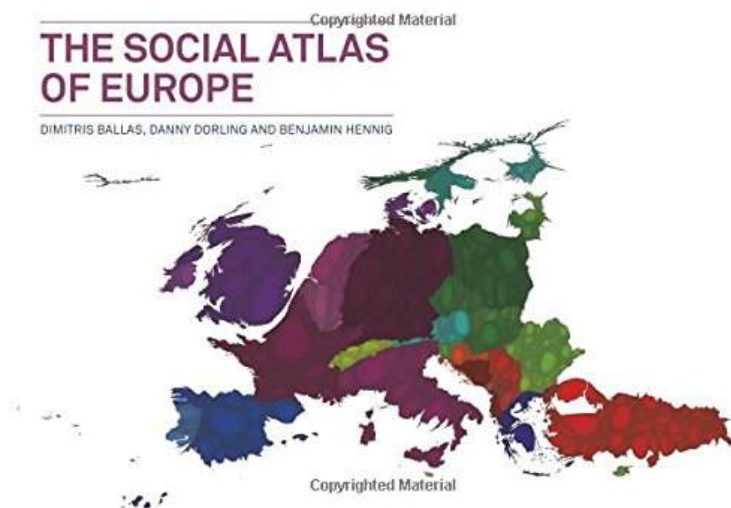 Copyrighted Material
THE SOCIAL ATLAS
OF EUROPE
DIMITRIS BALLAS, DANNY DORLING AND BENJAMIN HENNIG
Copyrighted Material